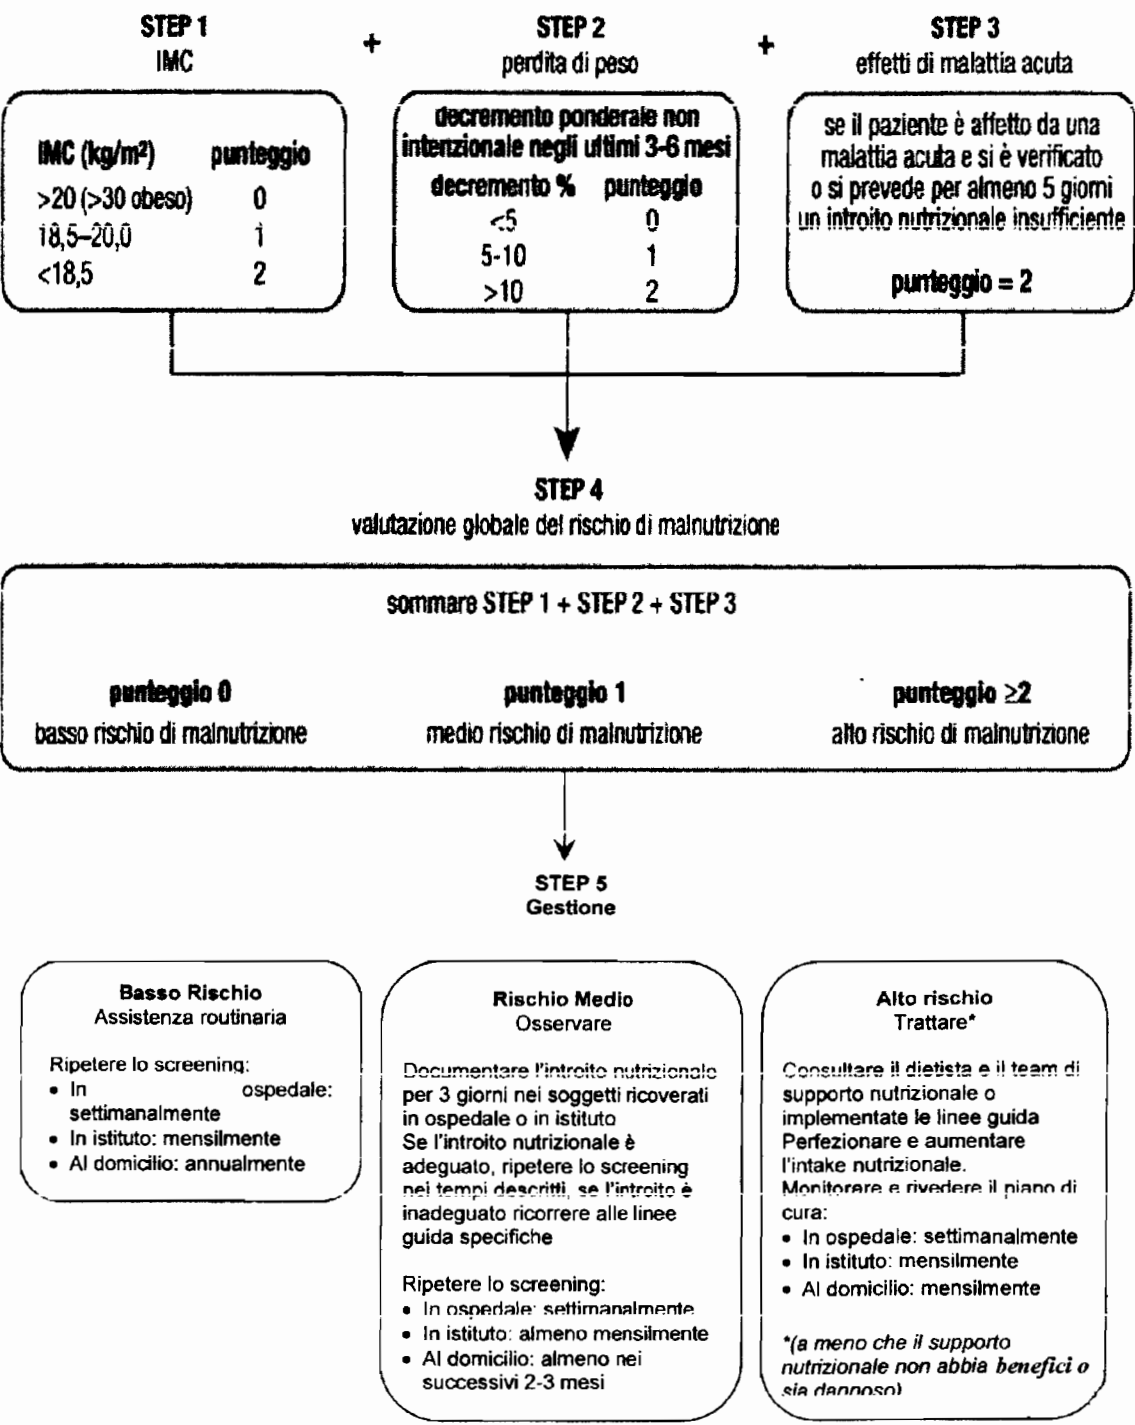 STEP 1
IMC
+
STEP 2
perdita di peso
+
STEP 3
effetti di malattia acuta
IMC (kg/m²) punteggio
>20 (>30 obeso) 0
18,5–20,0 1
<18,5 2
decremento ponderale non
intenzionale negli ultimi 3-6 mesi
decremento % punteggio
<5 0
5-10 1
>10 2
se il paziente è affetto da una
malattia acuta e si è verificato
o si prevede per almeno 5 giorni
un introito nutrizionale insufficiente
punteggio = 2
STEP 4
valutazione globale del rischio di malnutrizione
sommare STEP 1 + STEP 2 + STEP 3
punteggio 0
basso rischio di malnutrizione
punteggio 1
medio rischio di malnutrizione
punteggio ≥2
alto rischio di malnutrizione
STEP 5
Gestione
Basso Rischio
Assistenza routinaria
Ripetere lo screening:
• In ospedale:
settimanalmente
• In istituto: mensilmente
• Al domicilio: annualmente
Rischio Medio
Osservare
Documentare l'introito nutrizionale
per 3 giorni nei soggetti ricoverati
in ospedale o in istituto
Se l'introito nutrizionale è
adeguato, ripetere lo screening
nei tempi descritti, se l'introito è
inadeguato ricorrere alle linee
guida specifiche
Ripetere lo screening:
• In ospedale: settimanalmente
• In istituto: almeno mensilmente
• Al domicilio: almeno nei
successivi 2-3 mesi
Alto rischio
Trattare*
Consultare il dietista e il team di
supporto nutrizionale o
implementate le linee guida
Perfezionare e aumentare
l'intake nutrizionale.
Monitorare e rivedere il piano di
cura:
• In ospedale: settimanalmente
• In istituto: mensilmente
• Al domicilio: mensilmente
*(a meno che il supporto
nutrizionale non abbia benefici o
sia dannoso)